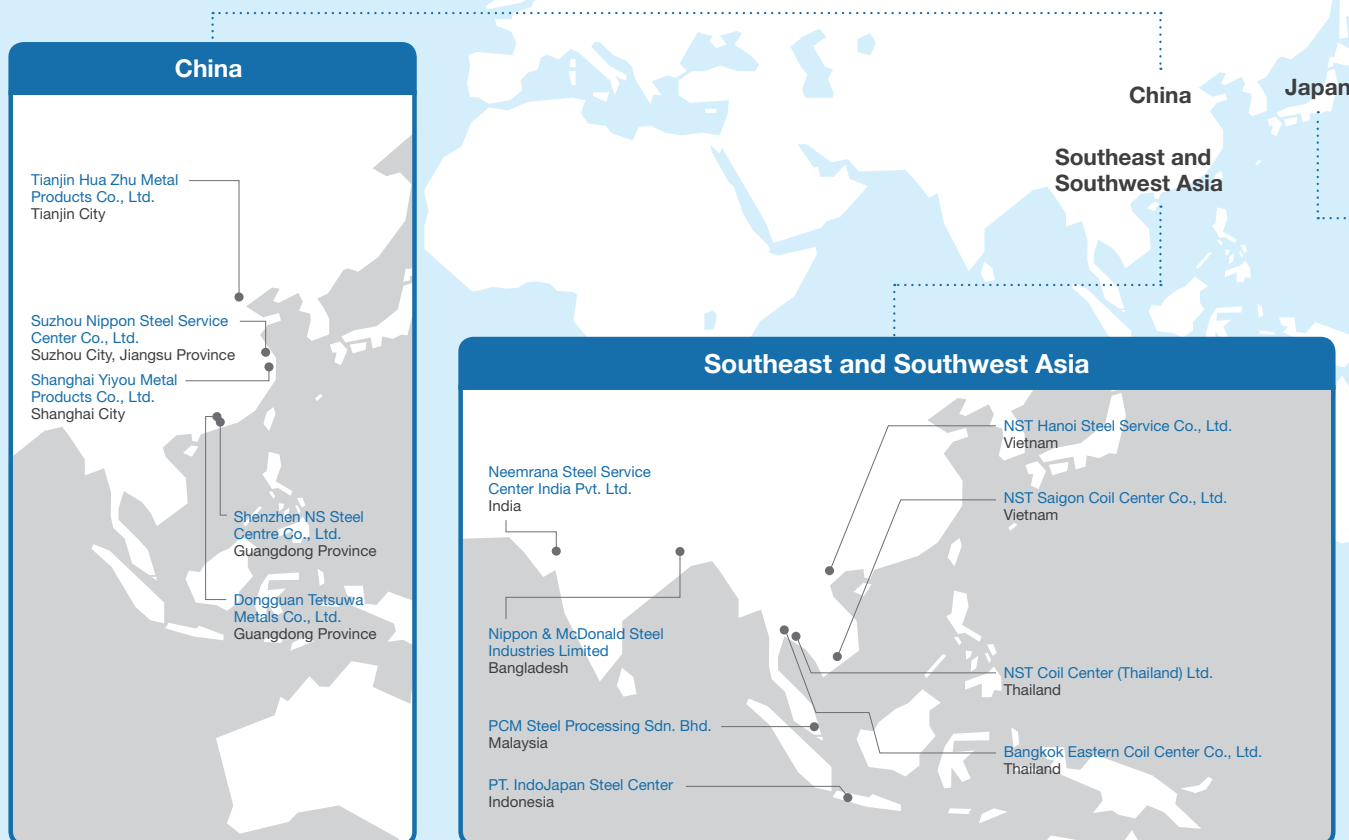 China
Tianjin Hua Zhu Metal
Products Co., Ltd.
Tianjin City
Suzhou Nippon Steel Service
Center Co., Ltd.
Suzhou City, Jiangsu Province
Shanghai Yiyou Metal
Products Co., Ltd.
Shanghai City
Shenzhen NS Steel
Centre Co., Ltd.
Guangdong Province
Dongguan Tetsuwa
Metals Co., Ltd.
Guangdong Province
China
Japan
Southeast and
Southwest Asia
Southeast and Southwest Asia
Neemrana Steel Service
Center India Pvt. Ltd.
India
Nippon & McDonald Steel
Industries Limited
Bangladesh
PCM Steel Processing Sdn. Bhd.
Malaysia
PT. IndoJapan Steel Center
Indonesia
NST Hanoi Steel Service Co., Ltd.
Vietnam
NST Saigon Coil Center Co., Ltd.
Vietnam
NST Coil Center (Thailand) Ltd.
Thailand
Bangkok Eastern Coil Center Co., Ltd.
Thailand